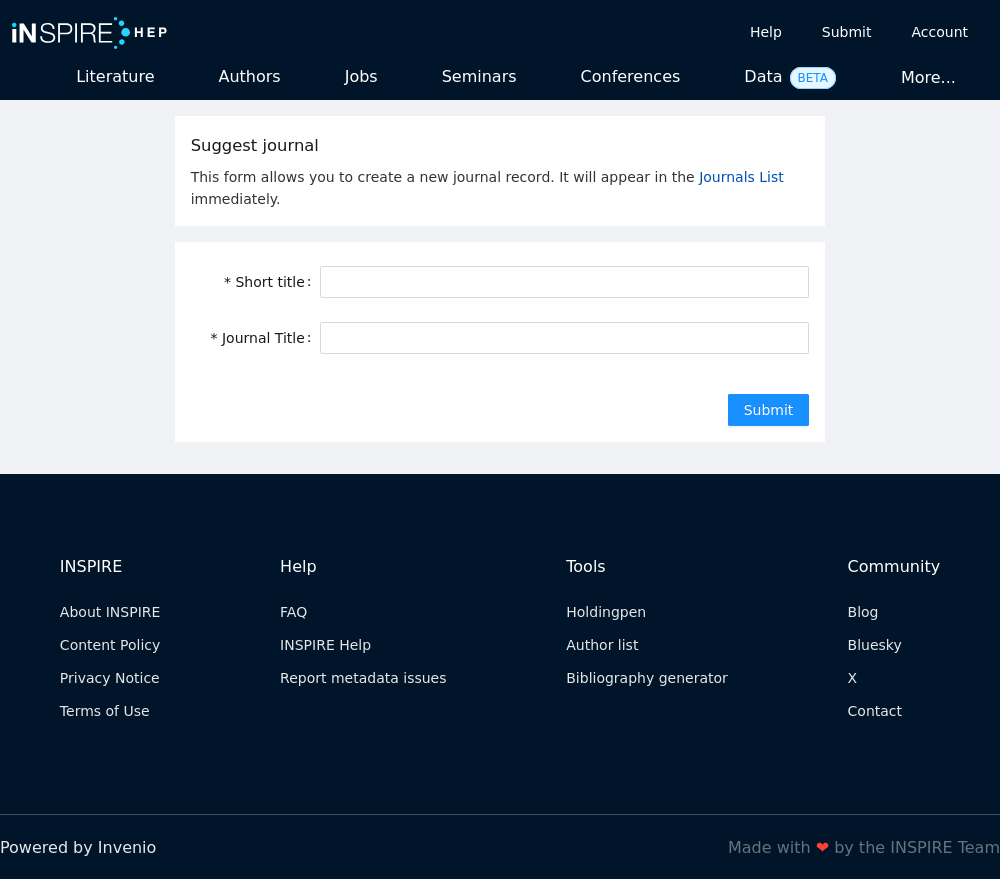 iNSPIRE HEP
Help Submit Account
Literature Authors Jobs Seminars Conferences Data BETA More...
Suggest journal
This form allows you to create a new journal record. It will appear in the Journals List
immediately.
* Short title:
* Journal Title:
Submit
INSPIRE Help Tools Community
About INSPIRE FAQ Holdingpen Blog
Content Policy INSPIRE Help Author list Bluesky
Privacy Notice Report metadata issues Bibliography generator X
Terms of Use Contact
Powered by Invenio Made with ❤ by the INSPIRE Team